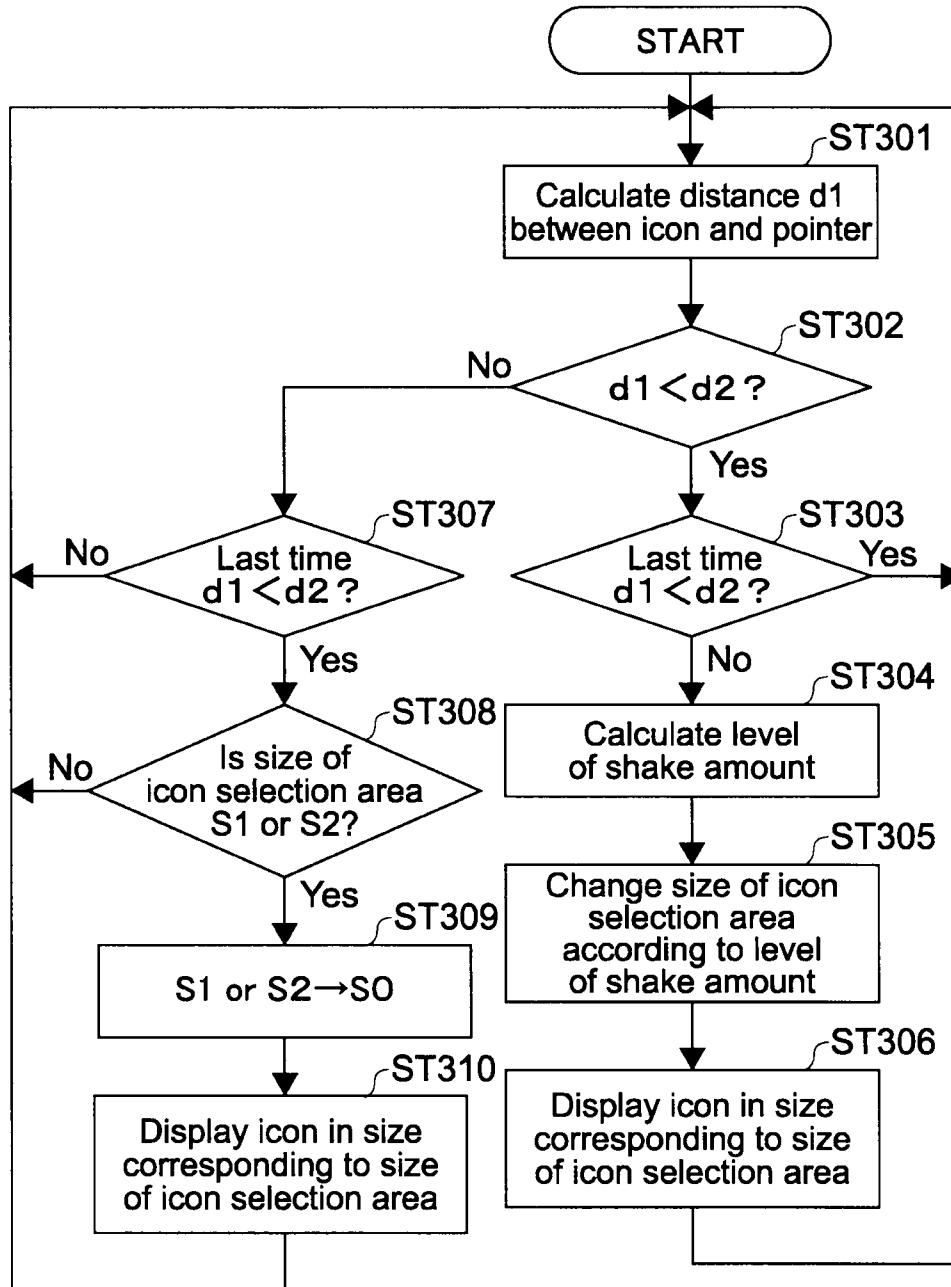 START
ST301
Calculate distance d1
between icon and pointer
ST302
No
d1<d2?
Yes
ST307
No
Last time
d1<d2?
Yes
ST303
Last time
d1<d2?
Yes
No
ST308
No
Is size of
icon selection area
S1 or S2?
Yes
ST304
Calculate level
of shake amount
ST305
Change size of icon
selection area
according to level
of shake amount
ST309
S1 or S2→S0
ST306
Display icon in size
corresponding to size
of icon selection area
ST310
Display icon in size
corresponding to size
of icon selection area